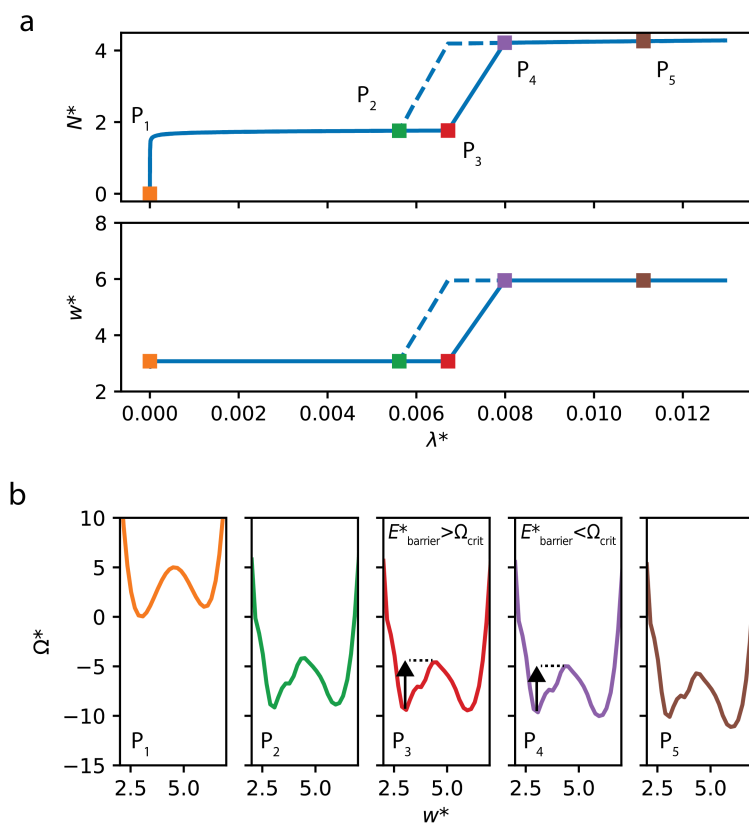 a
4
2
0
N*
P1
P2
P3
P4
P5
8
6
4
2
w*
0.000 0.002 0.004 0.006 0.008 0.010 0.012
λ*
b
10
5
0
−5
−10
−15
Ω*
E*barrier>Ωcrit
E*barrier<Ωcrit
P1
P2
P3
P4
P5
2.5 5.0 2.5 5.0 2.5 5.0 2.5 5.0 2.5 5.0
w*